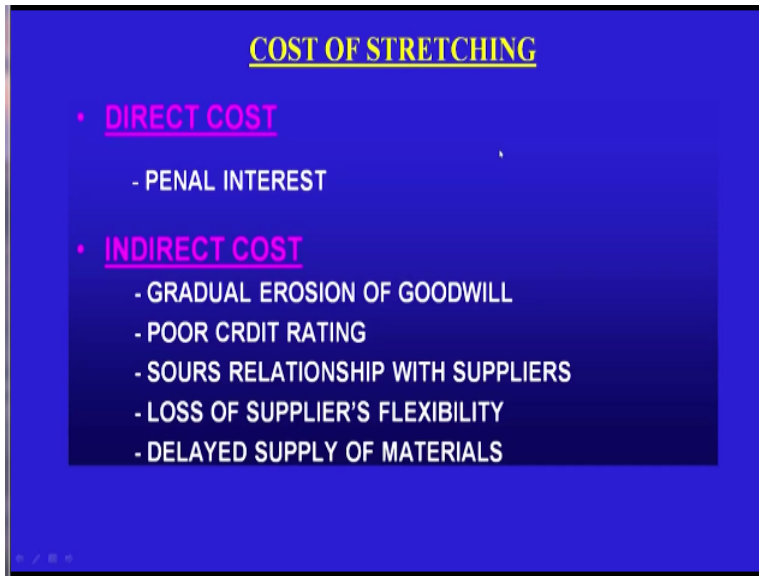 COST OF STRETCHING
• DIRECT COST
- PENAL INTEREST
• INDIRECT COST
- GRADUAL EROSION OF GOODWILL
- POOR CRDIT RATING
- SOURS RELATIONSHIP WITH SUPPLIERS
- LOSS OF SUPPLIER'S FLEXIBILITY
- DELAYED SUPPLY OF MATERIALS